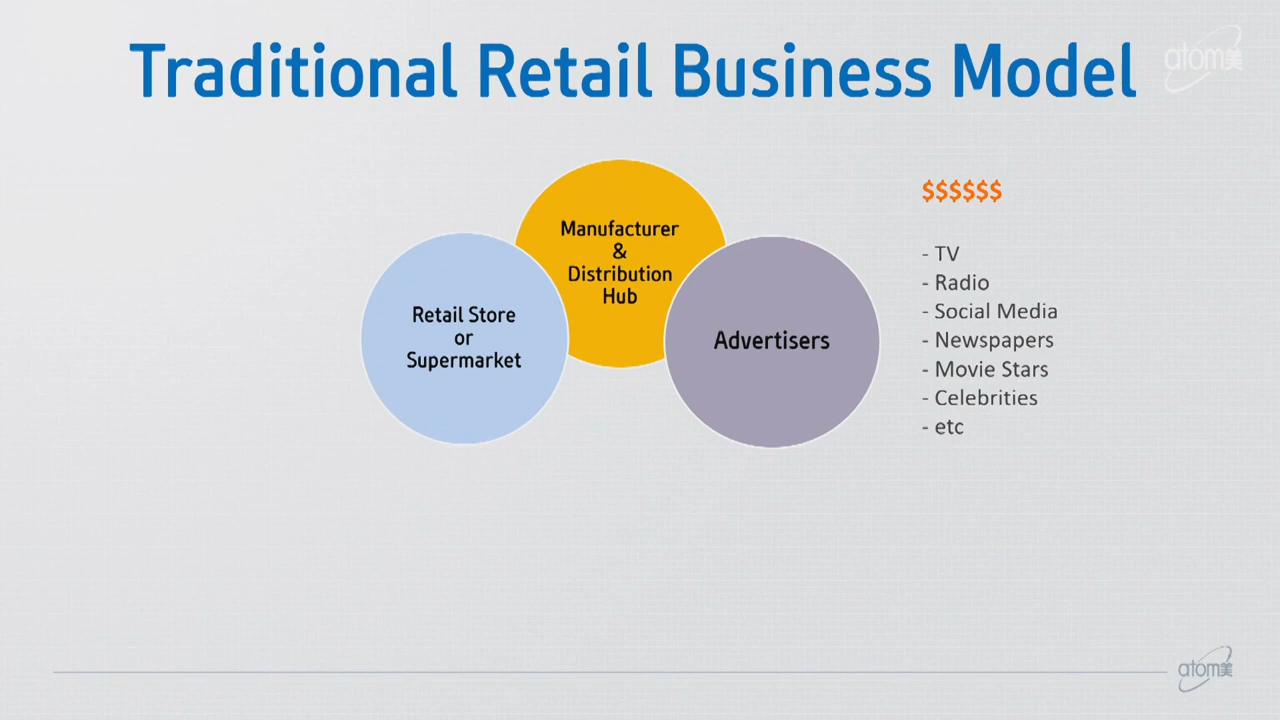 Traditional Retail Business Model
atom美
Manufacturer
&
Distribution
Hub
Retail Store
or
Supermarket
Advertisers
$$$$$$
- TV
- Radio
- Social Media
- Newspapers
- Movie Stars
- Celebrities
- etc
atom美